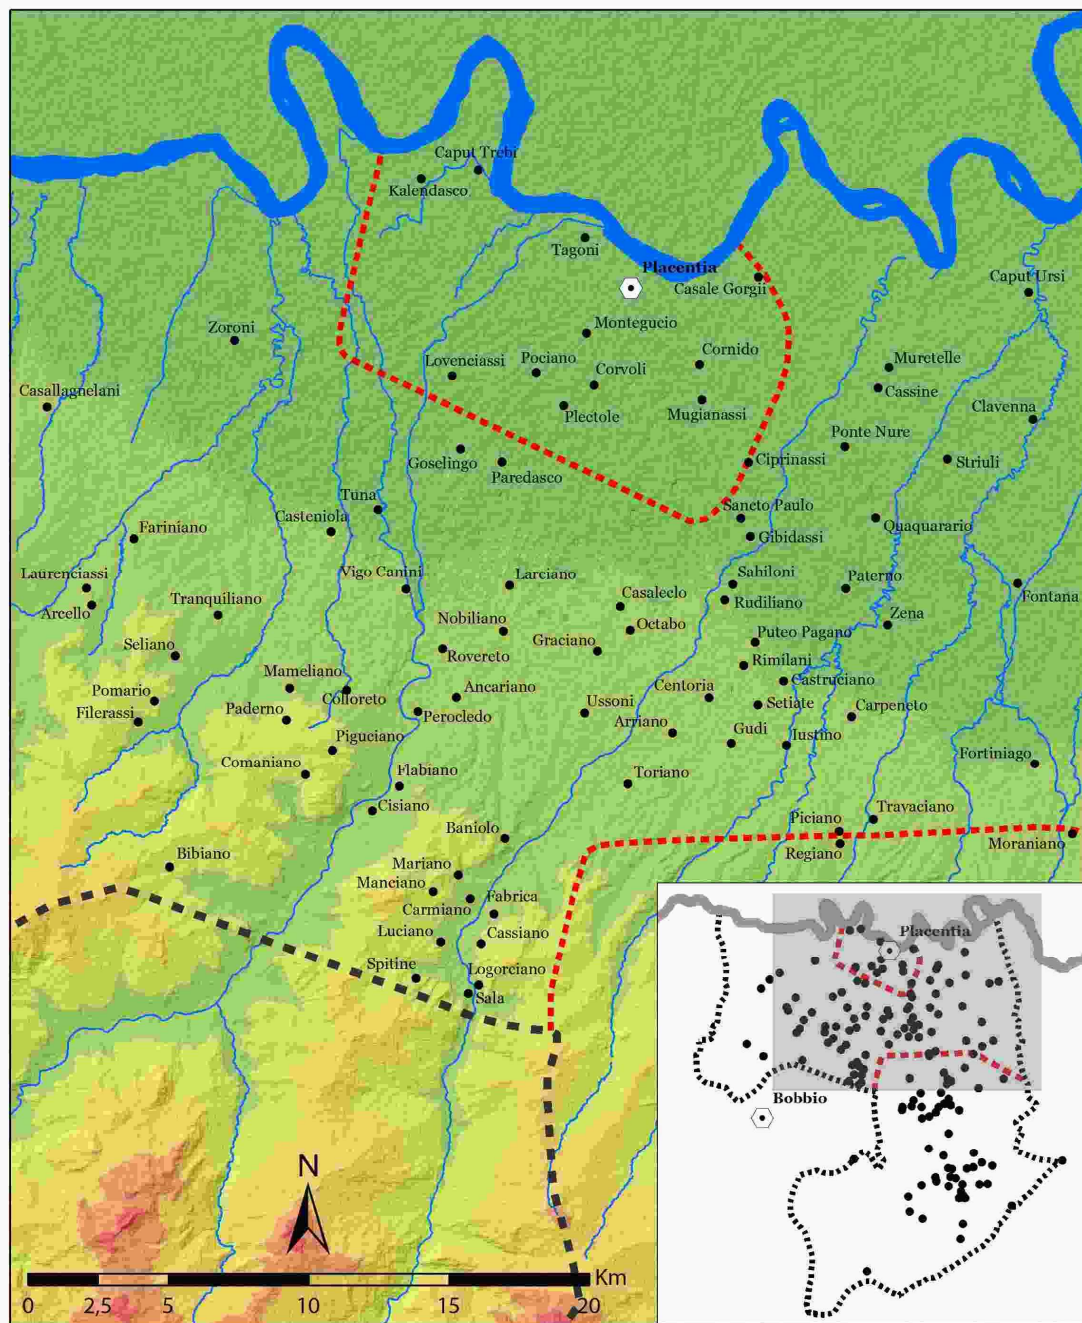 Caput Trebi
Kalendasco
Tagoni
Placentia
Casale Gorgii
Caput Ursi
Zoroni
Montegucio
Lovenciassi
Pociano
Corvoli
Cornido
Muretelle
Casallagnelani
Cassine
Plectole
Mugianassi
Clavenna
Ponte Nure
Goselingo
Paredasco
Ciprinassi
Striuli
Tuna
Casteniola
Sancto Paulo
Quaquarario
Fariniano
Gibidassi
Laurenciassi
Vigo Canini
Larciano
Sahiloni
Paterno
Fontana
Arcello
Tranquiliano
Casaleclo
Rudiliano
Zena
Nobiliano
Octabo
Puteo Pagano
Seliano
Graciano
Rovereto
Rimilani
Mameliano
Castruciano
Pomario
Colloreto
Ancariano
Centoria
Filerassi
Paderno
Perocledo
Ussoni
Setiate
Carpeneto
Arriano
Gudi
Iustino
Piguciano
Comaniano
Flabiano
Toriano
Fortiniago
Cisiano
Travaciano
Piciano
Baniolo
Regiano
Moraniano
Bibiano
Mariano
Manciano
Fabrica
Carmiano
Luciano
Cassiano
Spitine
Logorciano
Sala
N
Km
0 2,5 5 10 15 20
Placentia
Bobbio